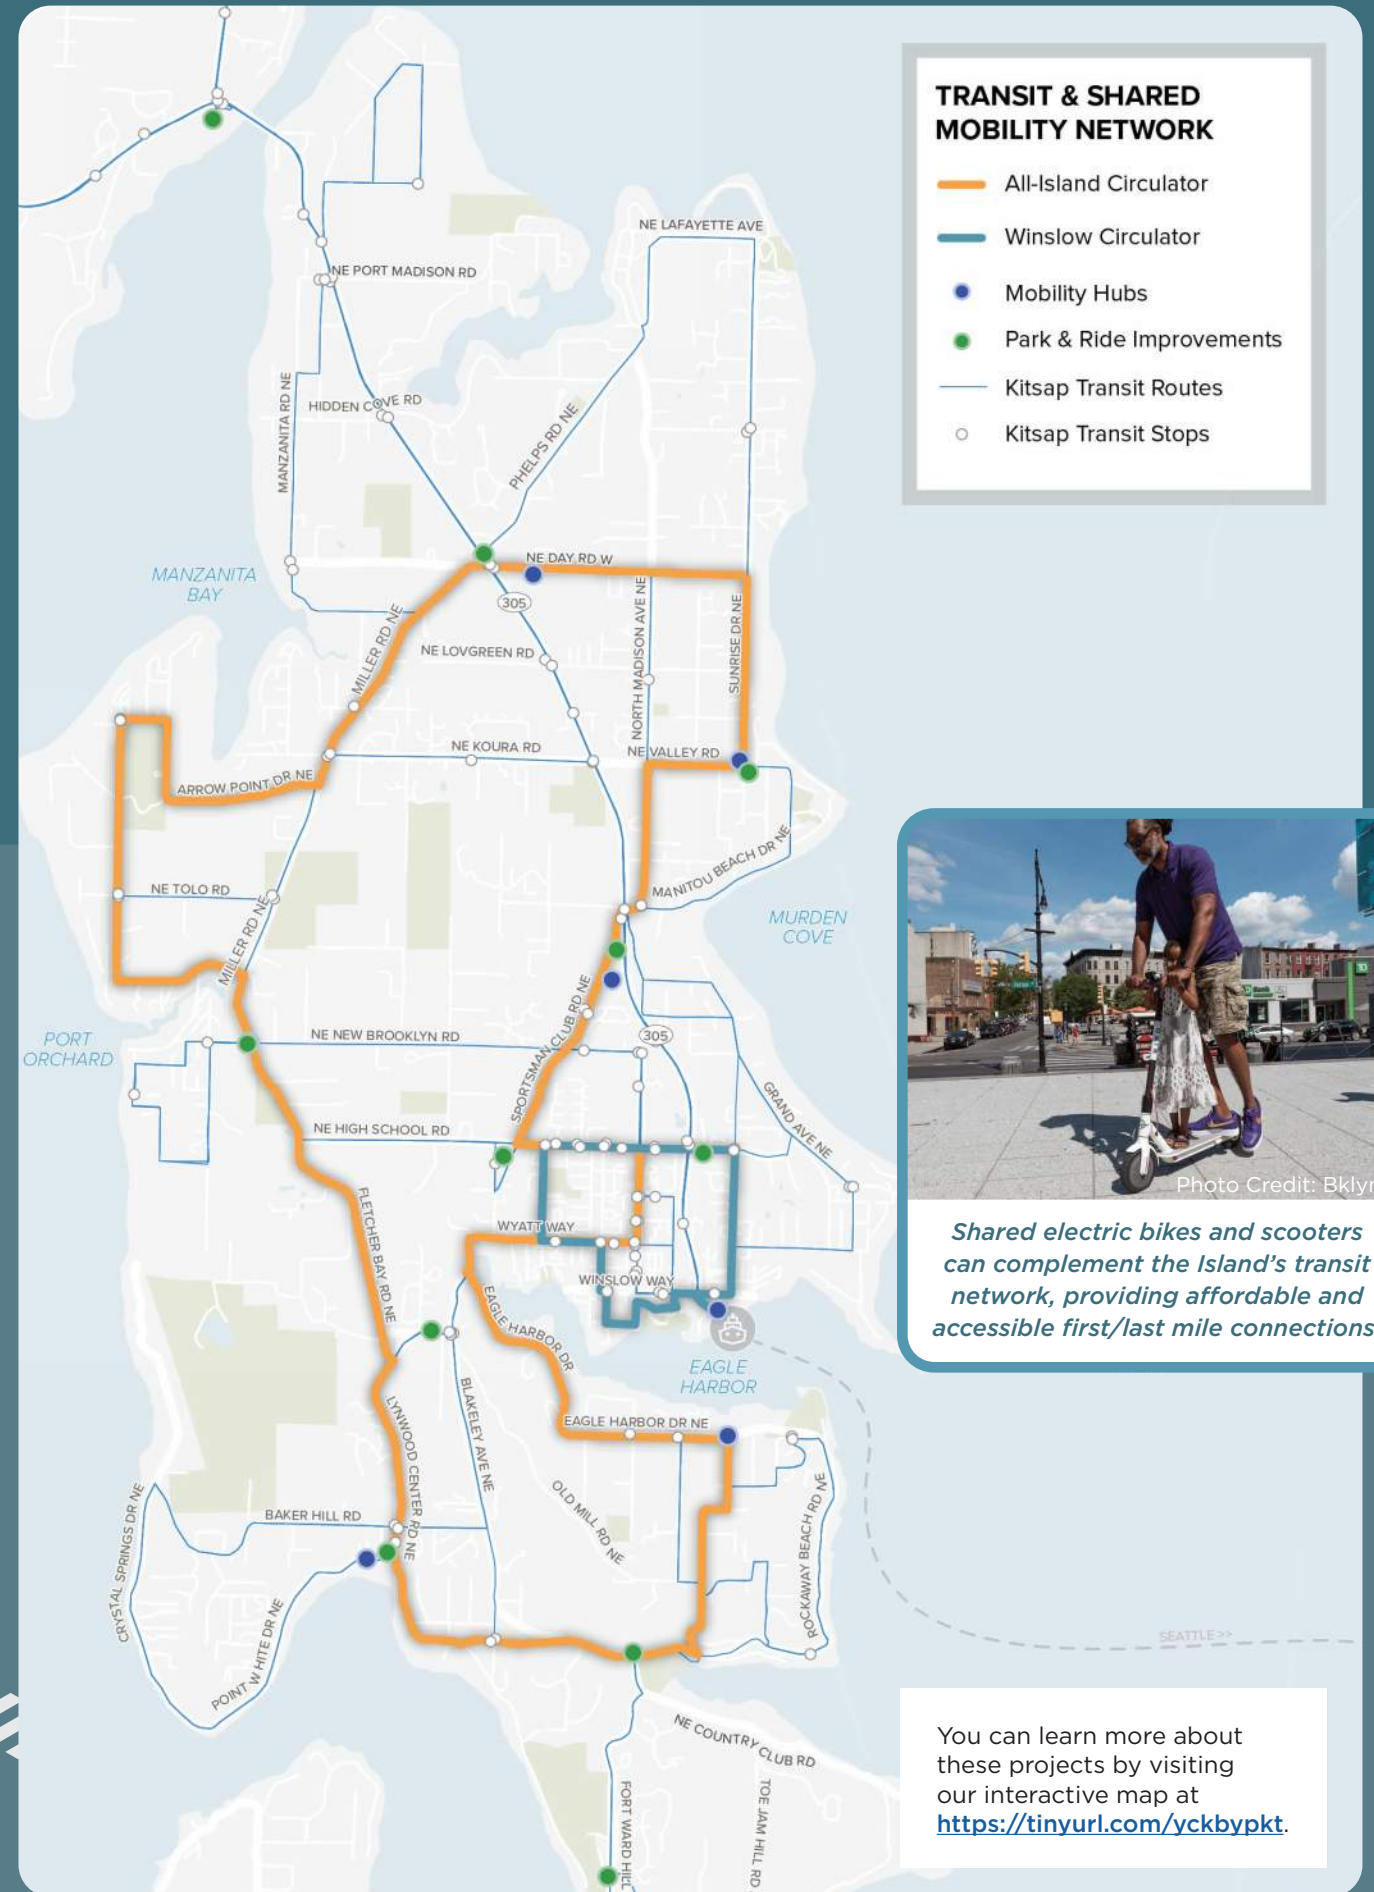 TRANSIT & SHARED
MOBILITY NETWORK
All-Island Circulator
Winslow Circulator
Mobility Hubs
Park & Ride Improvements
Kitsap Transit Routes
Kitsap Transit Stops
NE LAFAYETTE AVE
NE PORT MADISON RD
MANZANITA RD NE
HIDDEN COVE RD
PHELPS RD NE
MANZANITA
BAY
NE DAY RD W
305
MILLER RD NE
NE LOVGREEN RD
NORTH MADISON AVE NE
SUNRISE DR NE
NE KOURA RD
NE VALLEY RD
ARROW POINT DR NE
MANITOU BEACH DR NE
NE TOLO RD
MILLER RD NE
MURDEN
COVE
SPORTSMAN CLUB RD NE
PORT
ORCHARD
NE NEW BROOKLYN RD
305
GRAND AVE NE
NE HIGH SCHOOL RD
FLETCHER BAY RD NE
WYATT WAY
WINSLOW WAY
EAGLE HARBOR DR
EAGLE
HARBOR
BLAKELEY AVE NE
LYNWOOD CENTER RD NE
EAGLE HARBOR DR NE
OLD MILL RD NE
BAKER HILL RD
CRYSTAL SPRINGS DR NE
ROCKAWAY BEACH RD NE
POINT WHITE DR NE
SEATTLE >>
NE COUNTRY CLUB RD
FORT WARD HILL
TOE JAM HILL RD
Photo Credit: Bklyn
Shared electric bikes and scooters
can complement the Island's transit
network, providing affordable and
accessible first/last mile connections
You can learn more about
these projects by visiting
our interactive map at
https://tinyurl.com/yckbypkt.